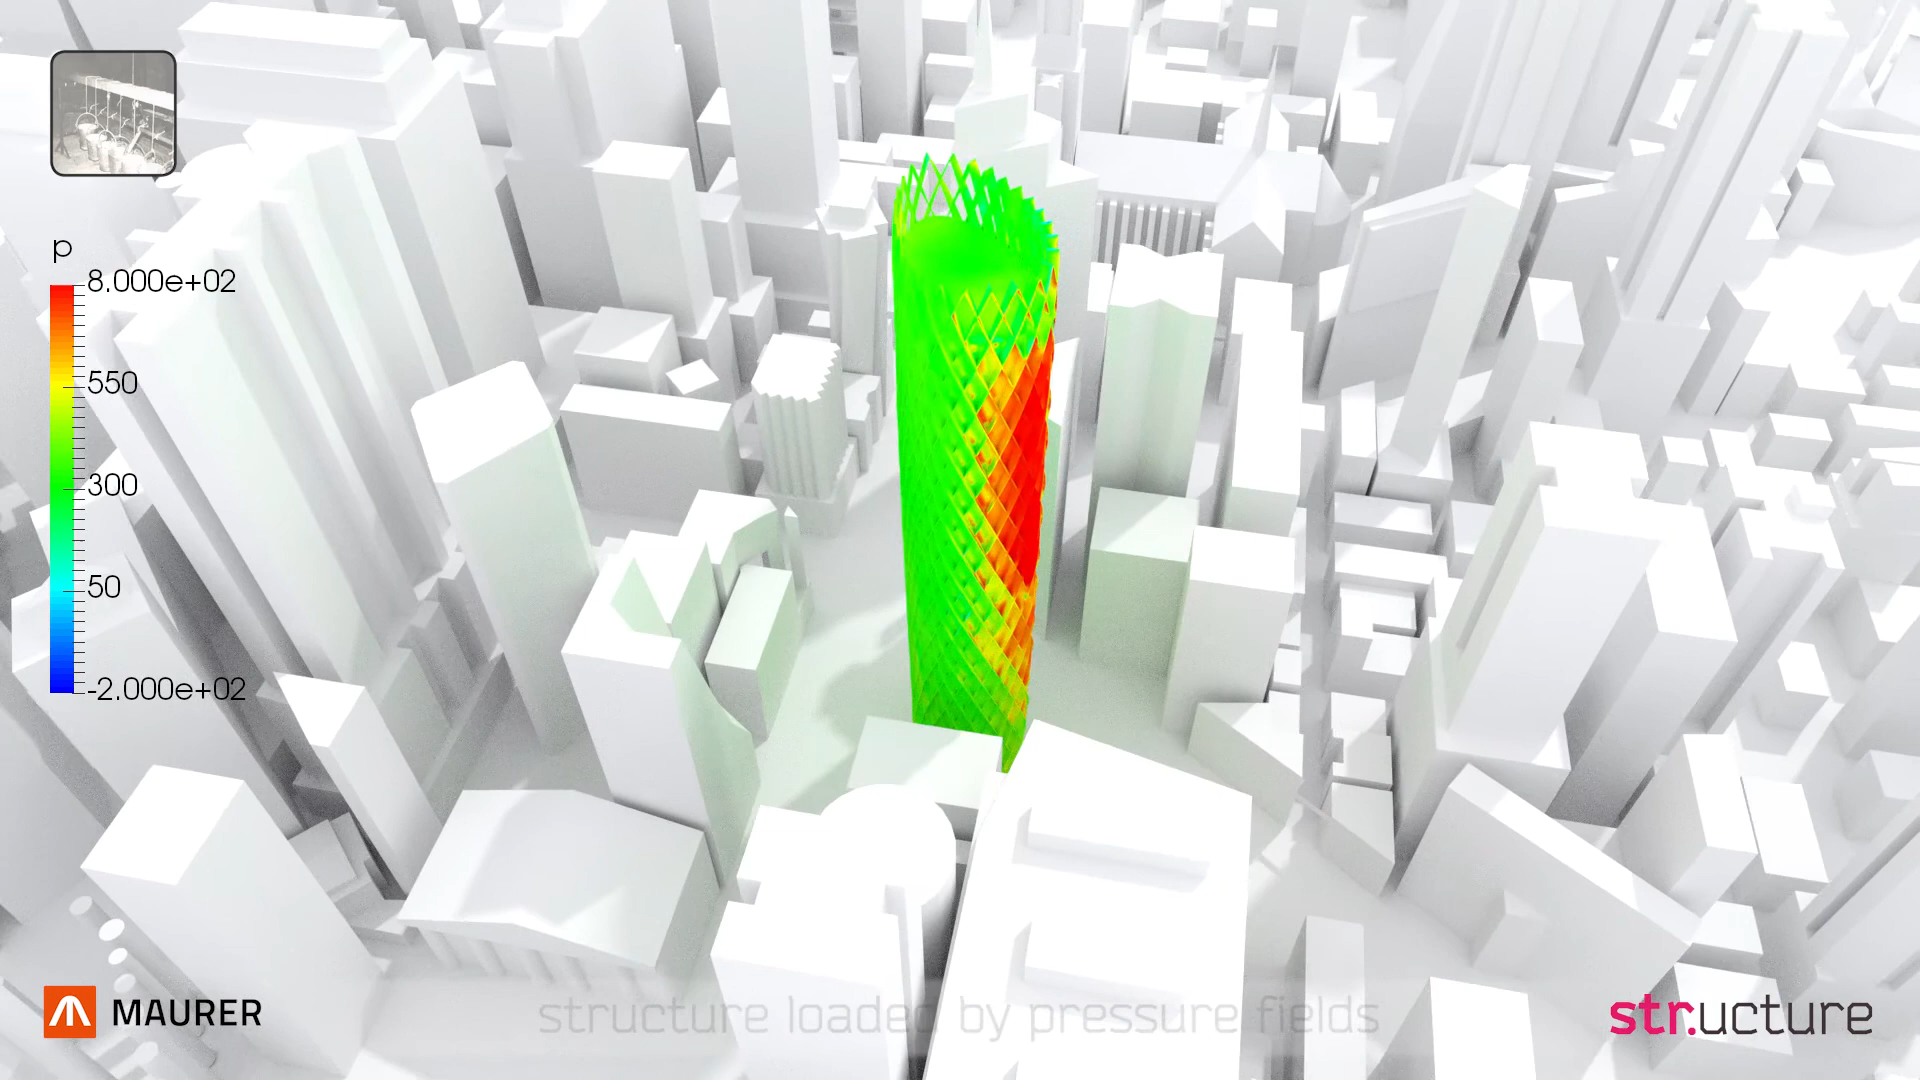 p
8.000e+02
550
300
50
-2.000e+02
MAURER
structure loaded by pressure fields
str.ucture